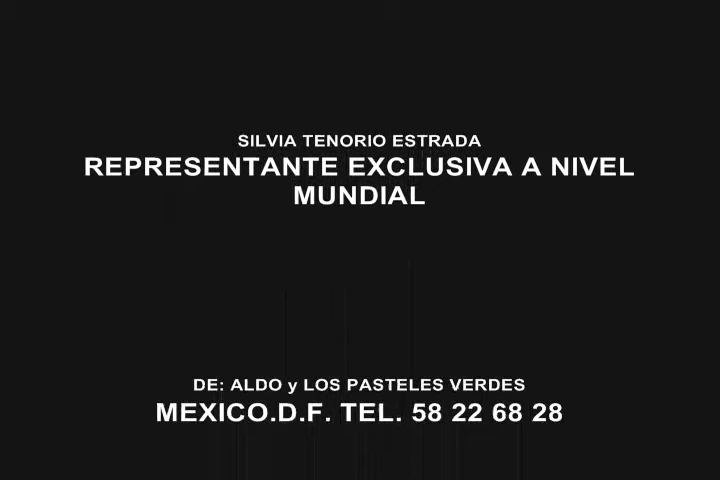 SILVIA TENORIO ESTRADA
REPRESENTANTE EXCLUSIVA A NIVEL
MUNDIAL
DE: ALDO y LOS PASTELES VERDES
MEXICO.D.F. TEL. 58 22 68 28